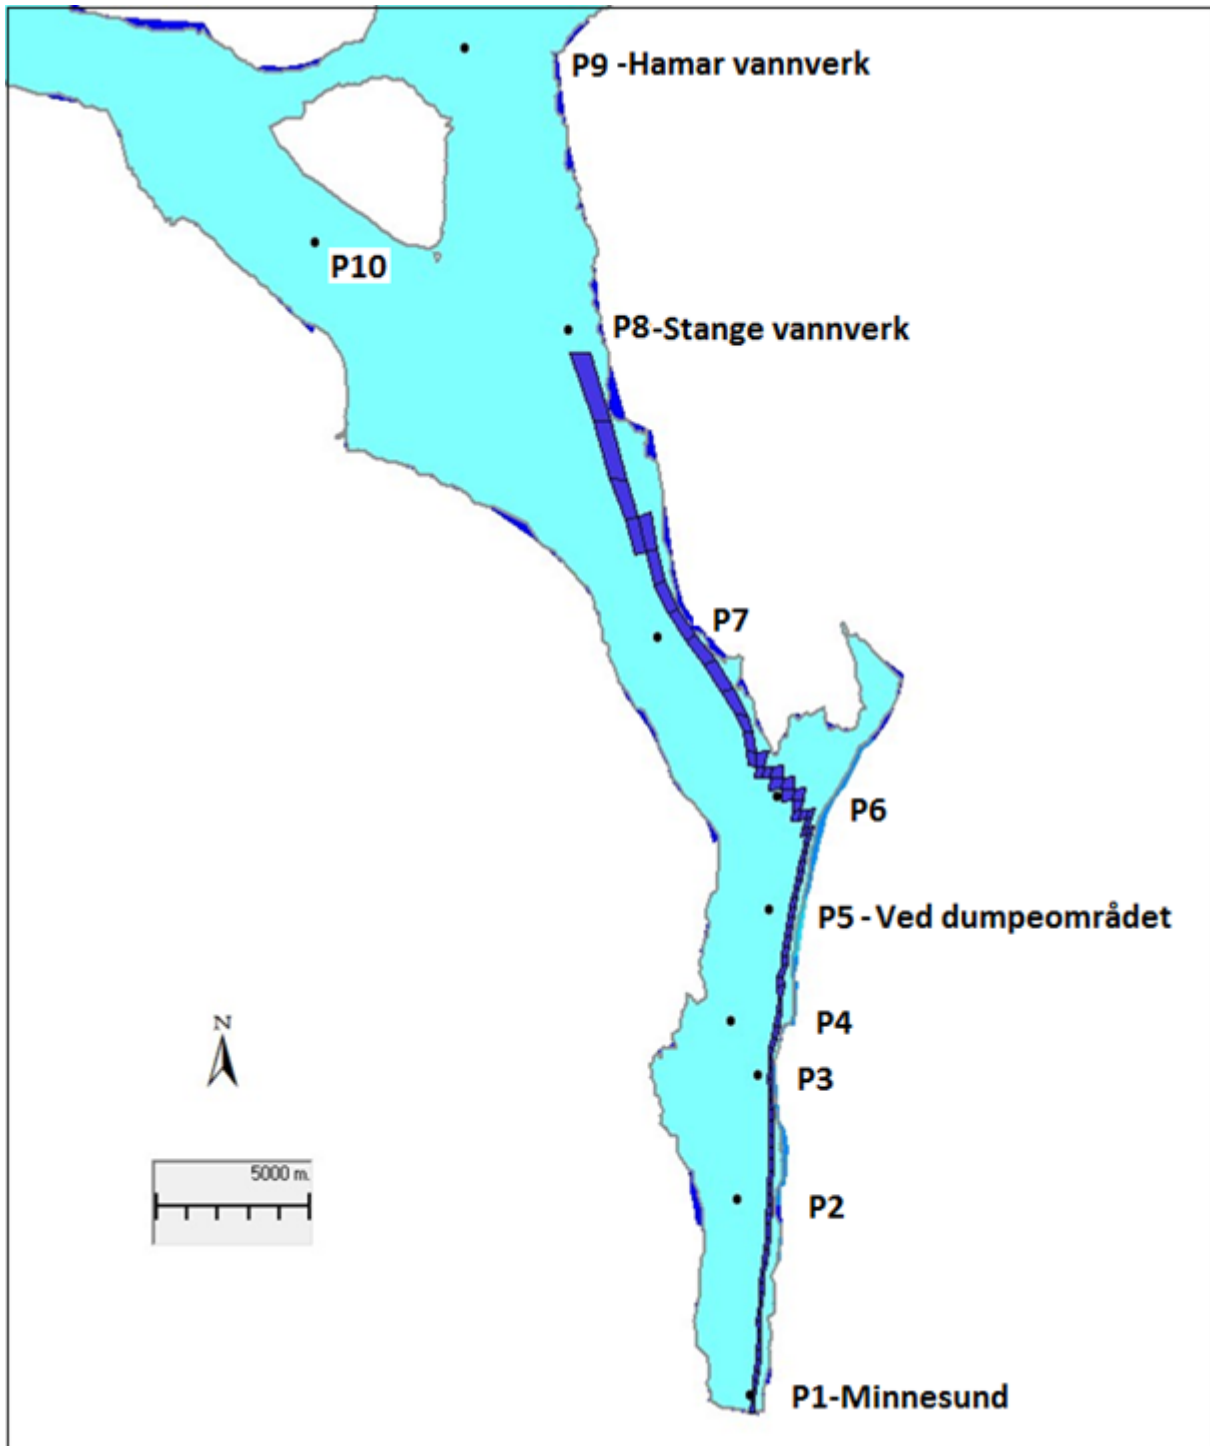 P9 -Hamar vannverk
P10
P8-Stange vannverk
P7
P6
P5 - Ved dumpeområdet
P4
N
P3
5000 m.
P2
P1-Minnesund